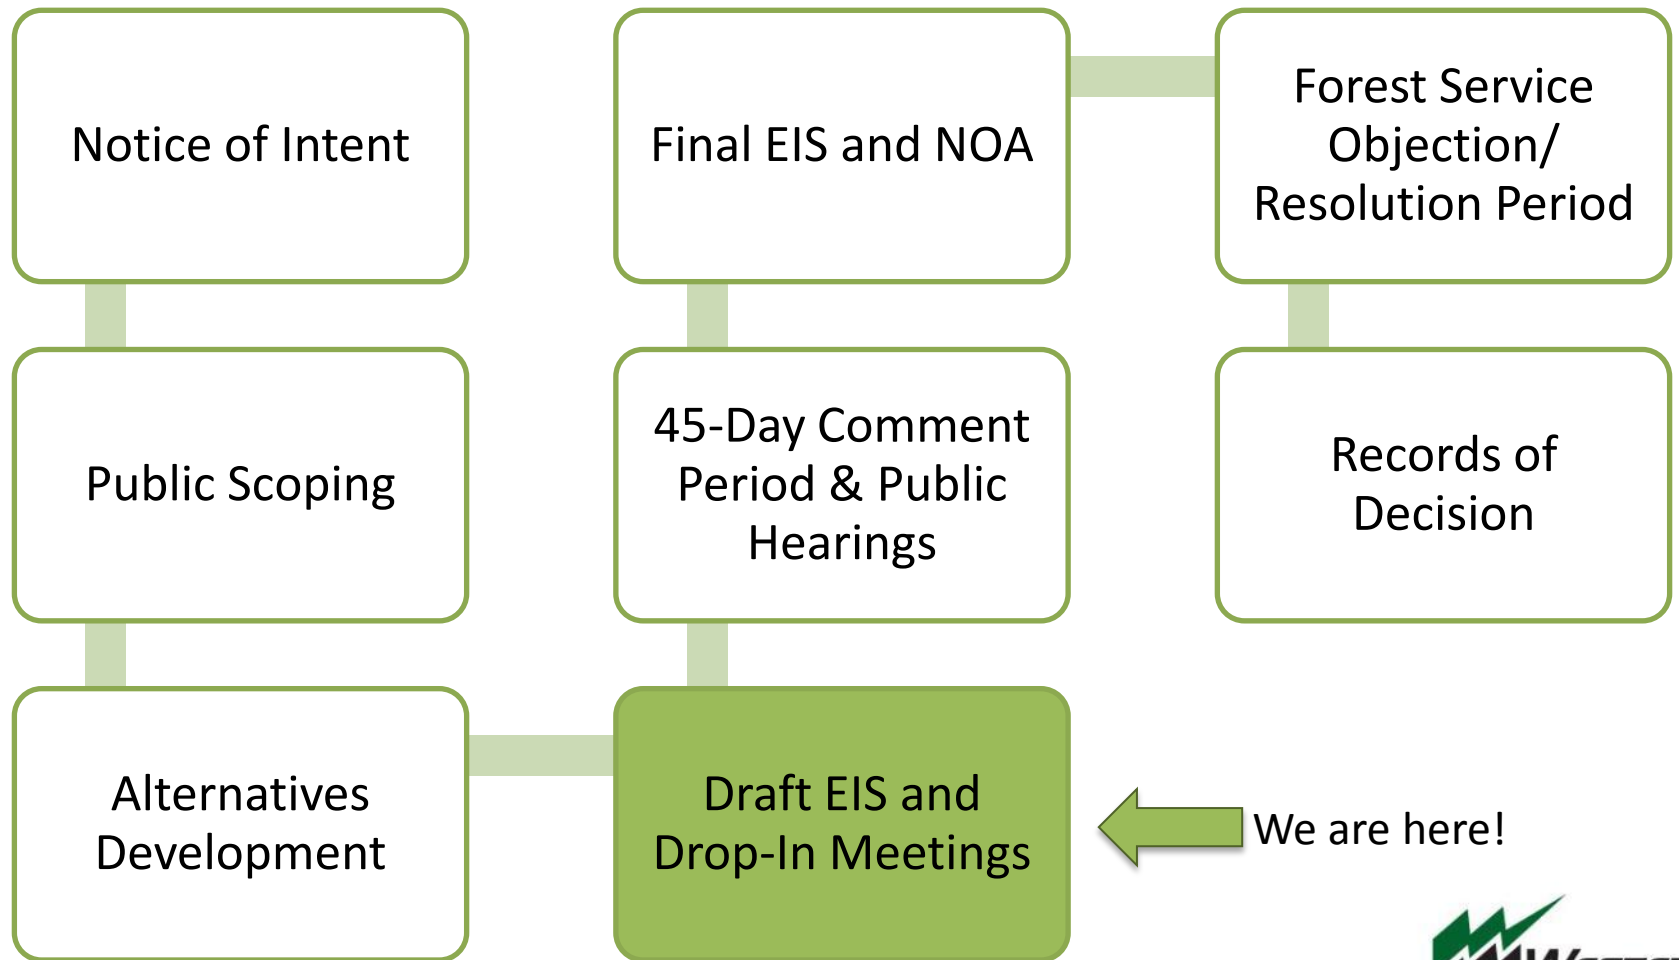 Notice of Intent
Public Scoping
Alternatives
Development
Draft EIS and
Drop-In Meetings
We are here!
45-Day Comment
Period & Public
Hearings
Final EIS and NOA
Forest Service
Objection/
Resolution Period
Records of
Decision